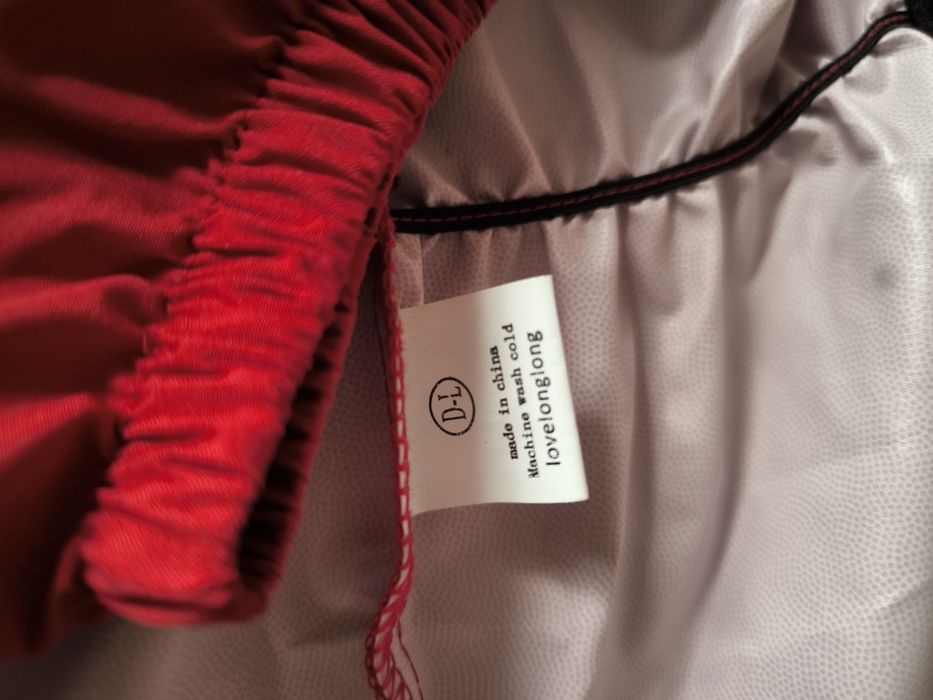 D-L
made in china
Machine wash cold
lovelonglong